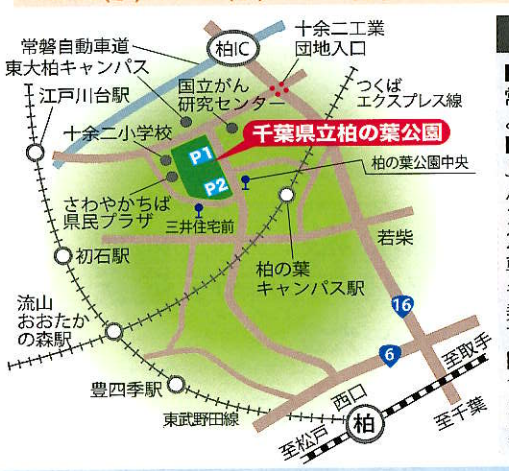 常磐自動車道
柏IC
十余二工業
団地入口
東大柏キャンパス
国立がん
研究センター
つくば
エクスプレス線
江戸川台駅
十余二小学校
千葉県立柏の葉公園
P1
P2
柏の葉公園中央
さわやかちば
県民プラザ
三井住宅前
若柴
初石駅
柏の葉
キャンパス駅
流山
おおたか
の森駅
16
6
豊四季駅
東武野田線
西口
柏
至取手
至松戸
至千葉